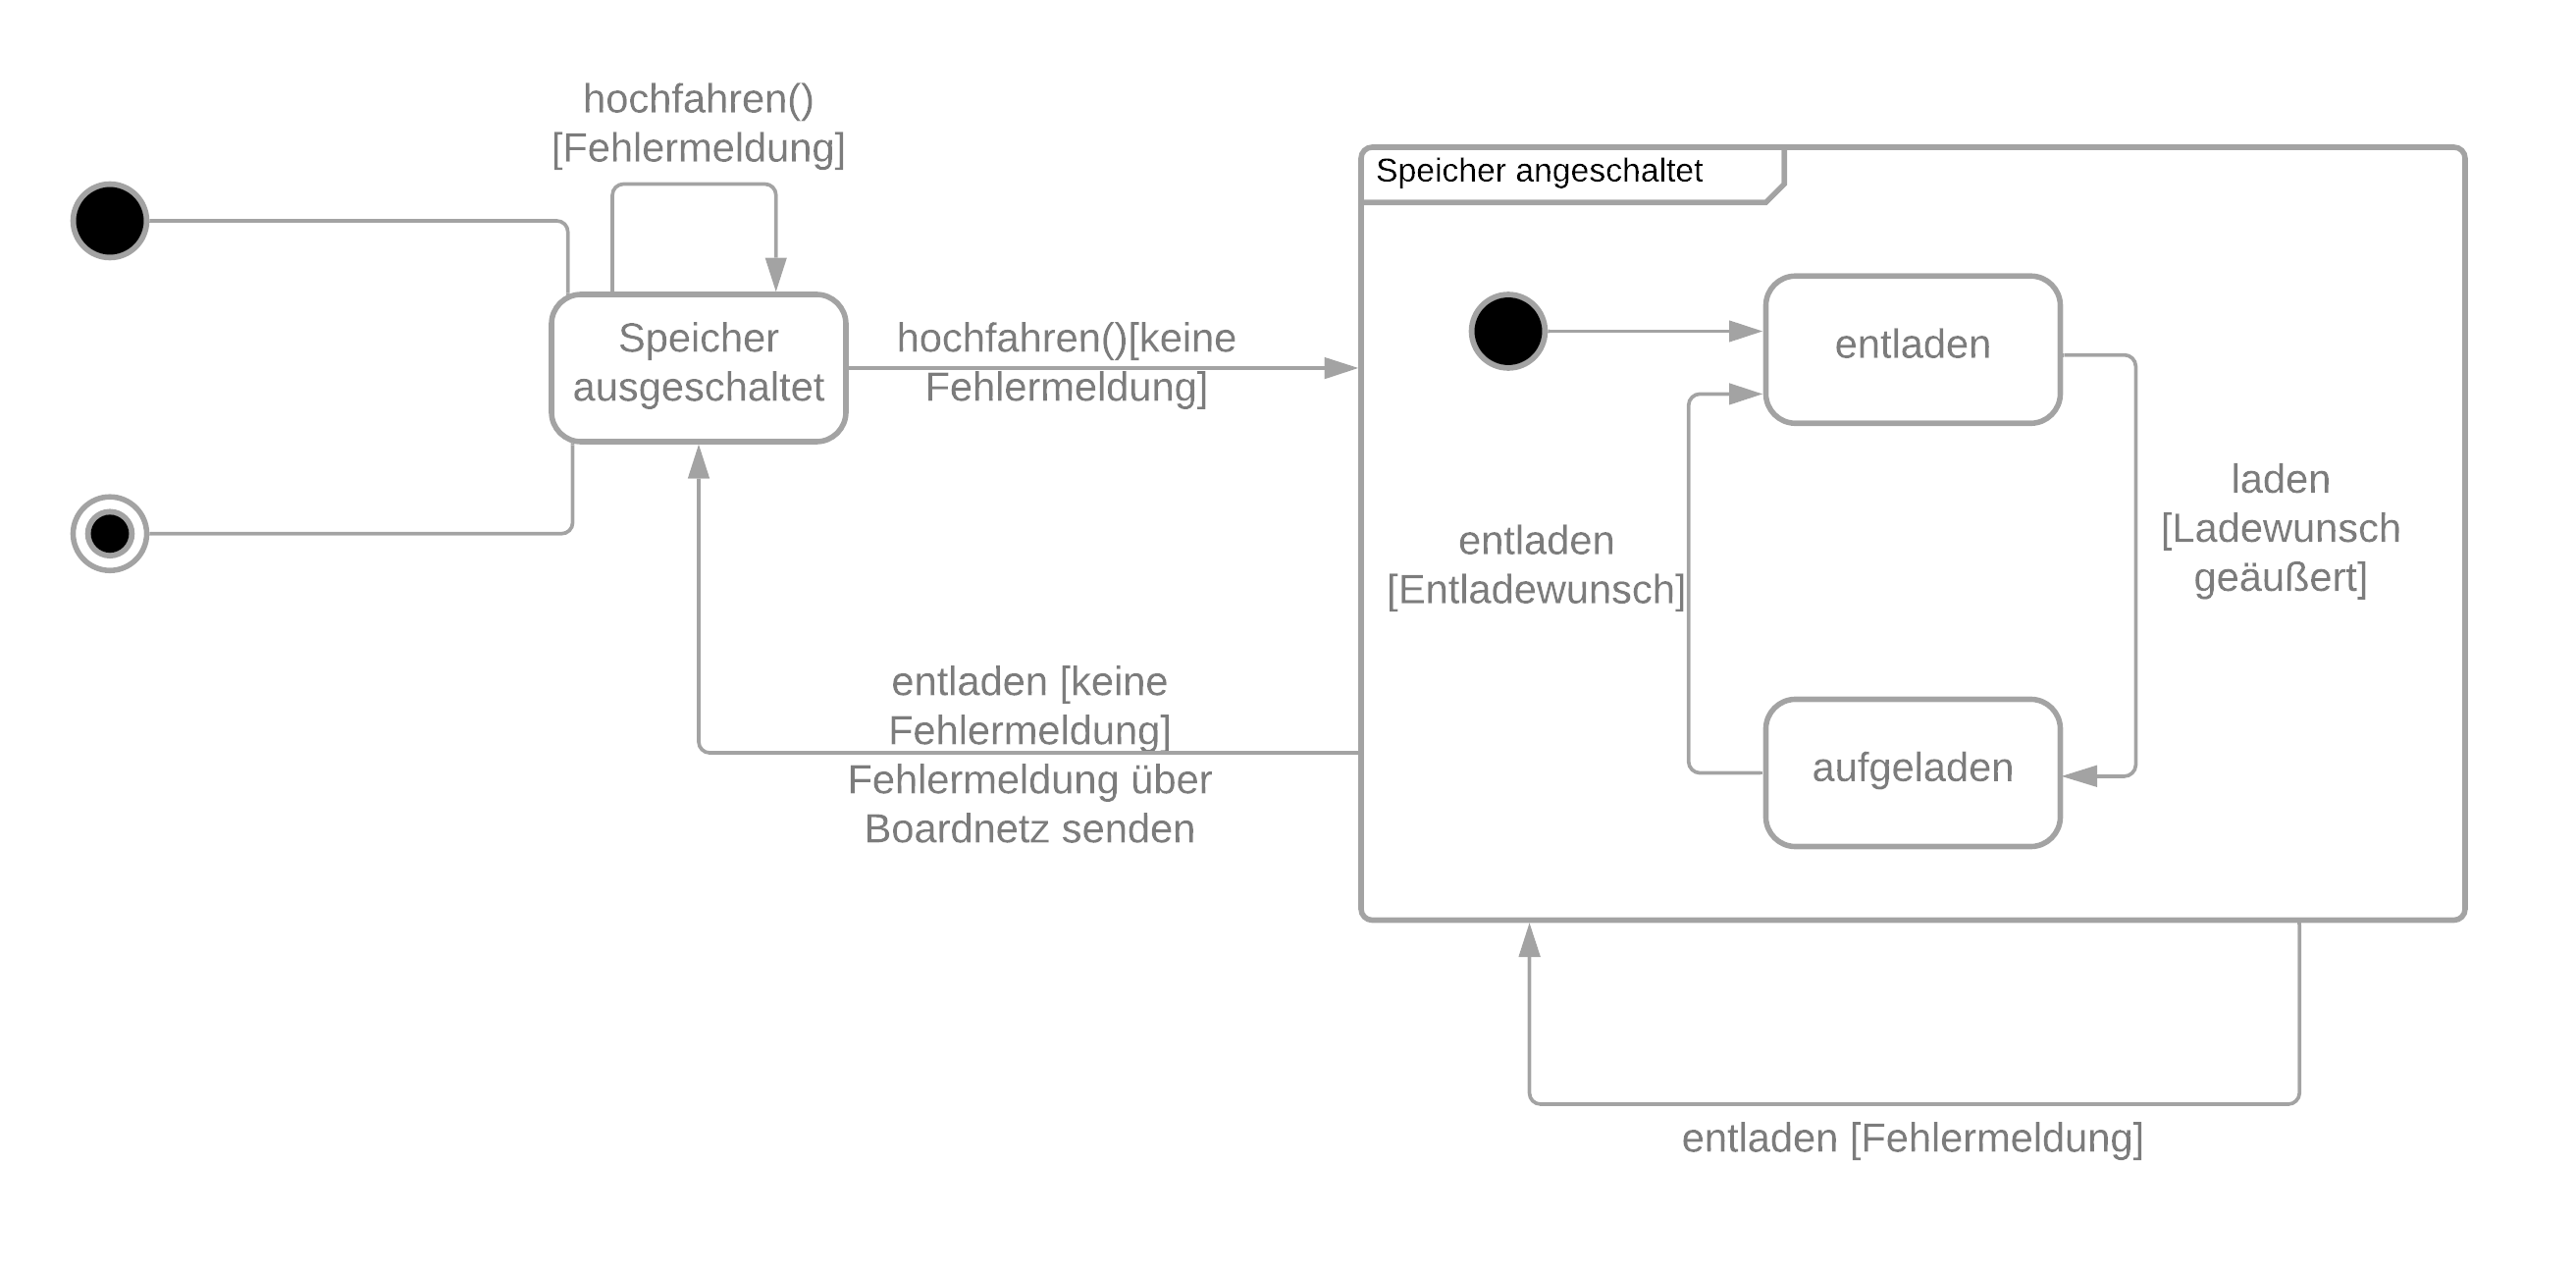 hochfahren()
[Fehlermeldung]
Speicher angeschaltet
Speicher
ausgeschaltet
hochfahren()[keine
Fehlermeldung]
entladen
laden
[Ladewunsch
geäußert]
entladen
[Entladewunsch]
entladen [keine
Fehlermeldung]
Fehlermeldung über
Boardnetz senden
aufgeladen
entladen [Fehlermeldung]